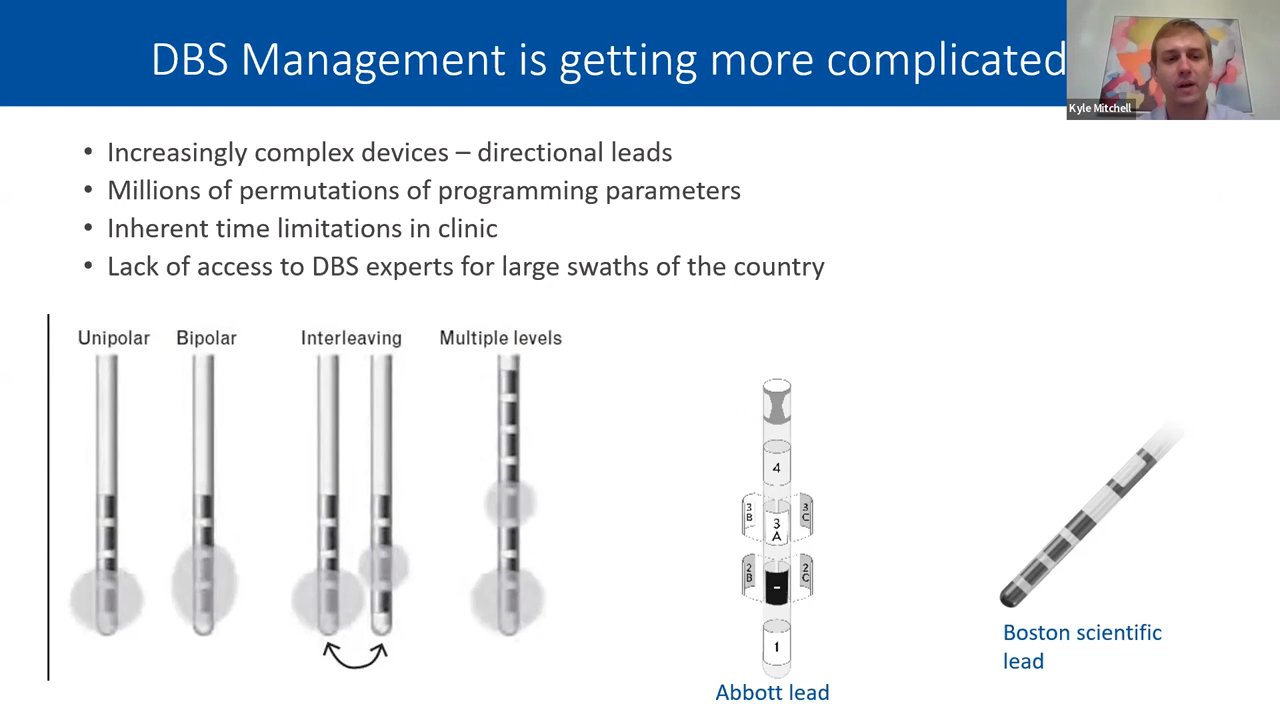 DBS Management is getting more complicated
Kyle Mitchell
• Increasingly complex devices – directional leads
• Millions of permutations of programming parameters
• Inherent time limitations in clinic
• Lack of access to DBS experts for large swaths of the country
Unipolar Bipolar Interleaving Multiple levels
4
3 B 3 A 3 C
2 B - 2 C
1
Abbott lead
Boston scientific
lead